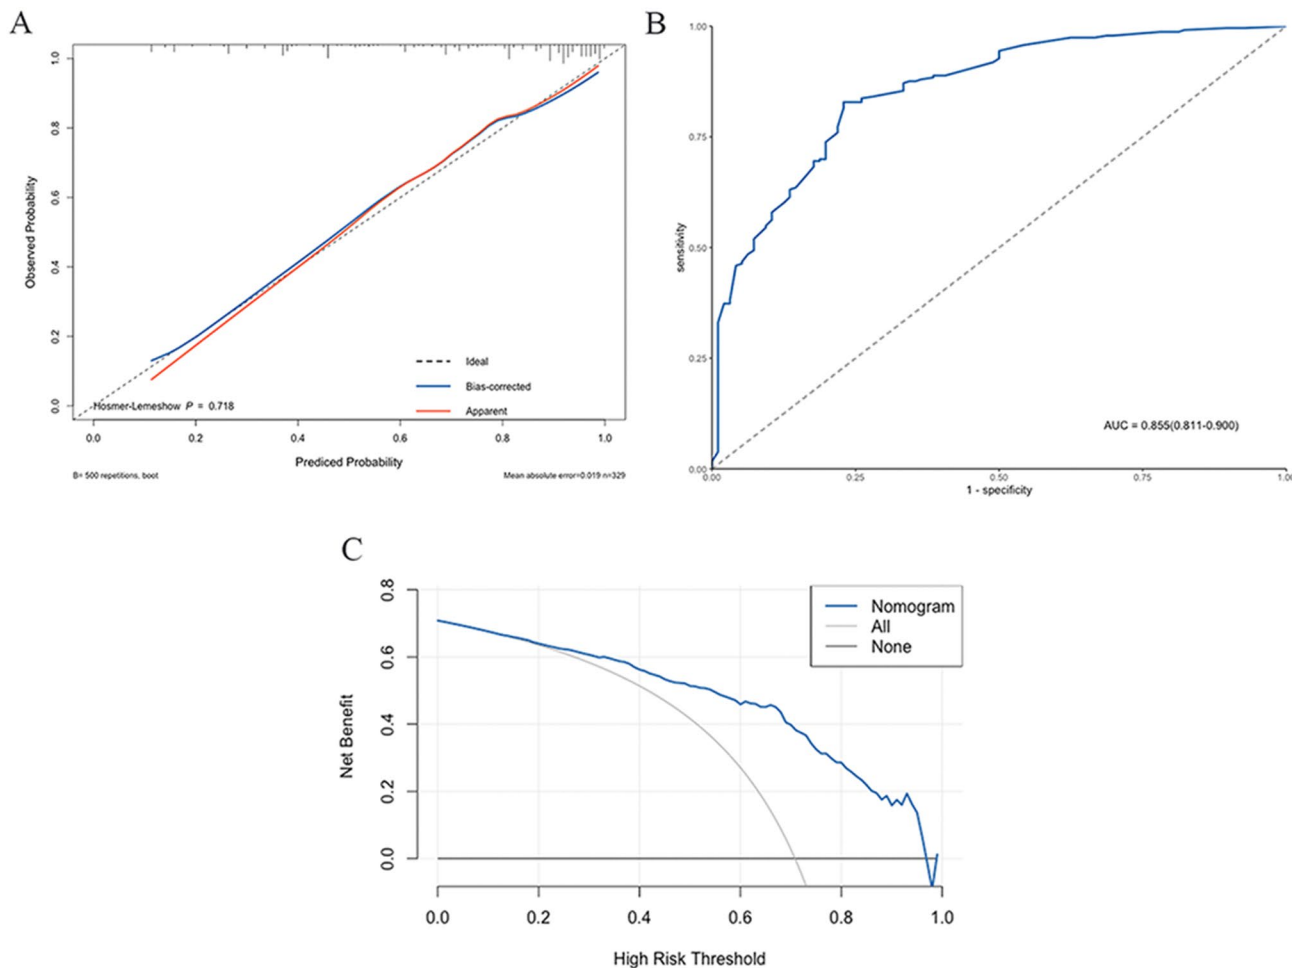 A
1.0
0.8
0.6
0.4
0.2
0.0
Observed Probability
Ideal
Bias-corrected
Apparent
Hosmer-Lemeshow P = 0.718
0.0 0.2 0.4 0.6 0.8 1.0
Prediced Probability
B= 500 repetitions, boot
Mean absolute error=0.019 n=329
B
1.00
0.75
0.50
0.25
0.00
sensitivity
AUC = 0.855(0.811-0.900)
0.00 0.25 0.50 0.75 1.00
1 - specificity
C
0.8
0.6
0.4
0.2
0.0
Net Benefit
Nomogram
All
None
0.0 0.2 0.4 0.6 0.8 1.0
High Risk Threshold